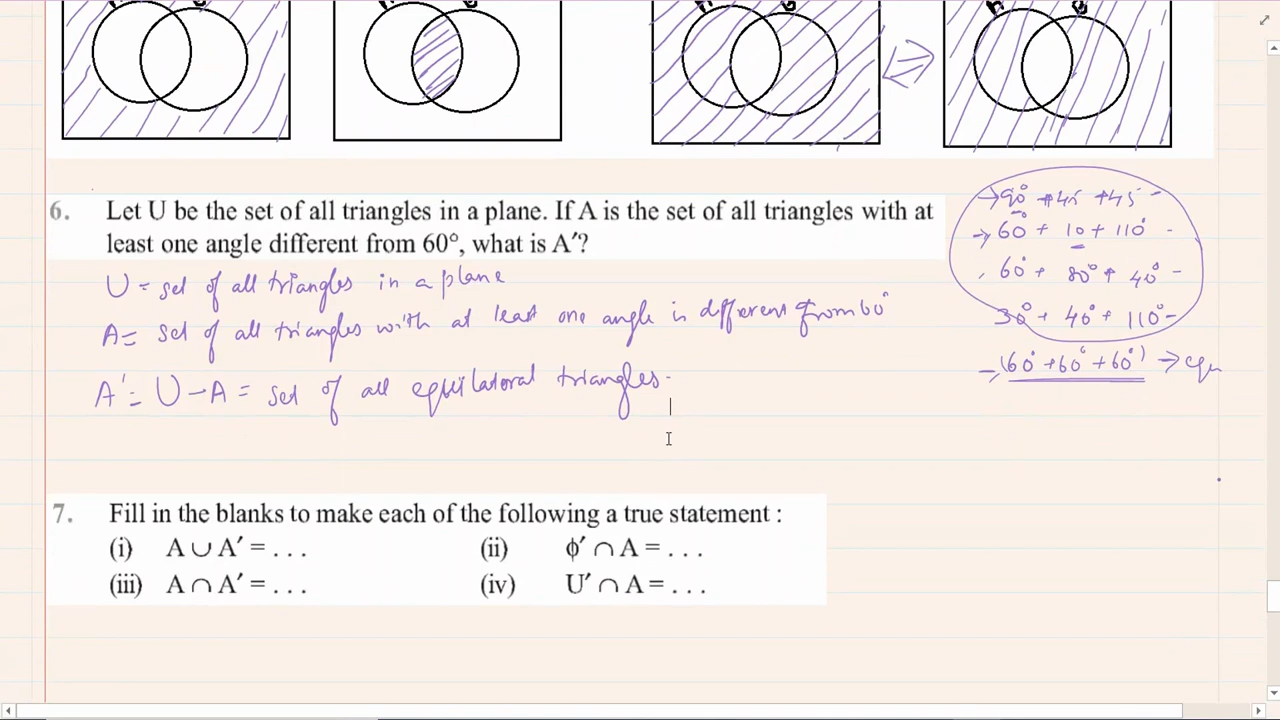 6. Let U be the set of all triangles in a plane. If A is the set of all triangles with at
least one angle different from 60°, what is A′?
U = set of all triangles in a plane
A = set of all triangles with at least one angle is different from 60°
A' = U - A = set of all equilateral triangles.
→ 90° + 45 + 45 -
→ 60° + 10 + 110° -
60° + 80° + 40° -
30° + 40° + 110° -
→ (60° + 60° + 60°) → equ
7. Fill in the blanks to make each of the following a true statement :
(i) A ∪ A′ = . . . (ii) ϕ′ ∩ A = . . .
(iii) A ∩ A′ = . . . (iv) U′ ∩ A = . . .